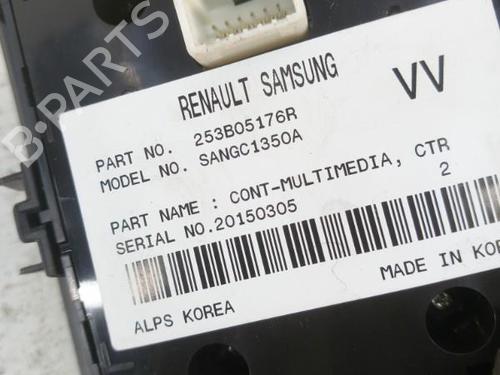 RENAULT SAMSUNG
VV
PART NO. 253B05176R
MODEL NO. SANGC1350A
PART NAME : CONT-MULTIMEDIA, CTR
SERIAL NO.20150305 2
ALPS KOREA
MADE IN KOR
B-Parts